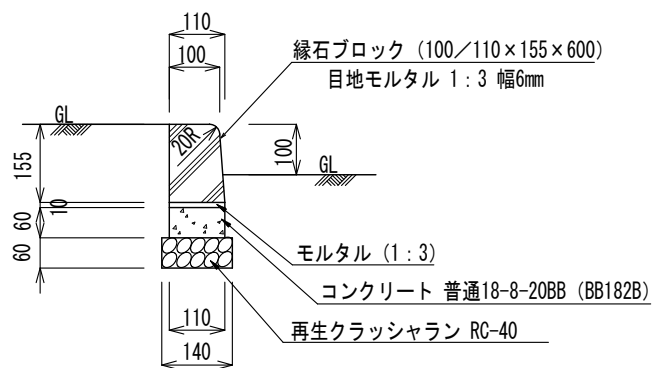 110
100
縁石ブロック (100／110×155×600)
目地モルタル 1：3 幅6mm
GL
20R
100
GL
155
10
60
60
モルタル (1：3)
コンクリート 普通18-8-20BB (BB182B)
再生クラッシャラン RC-40
110
140